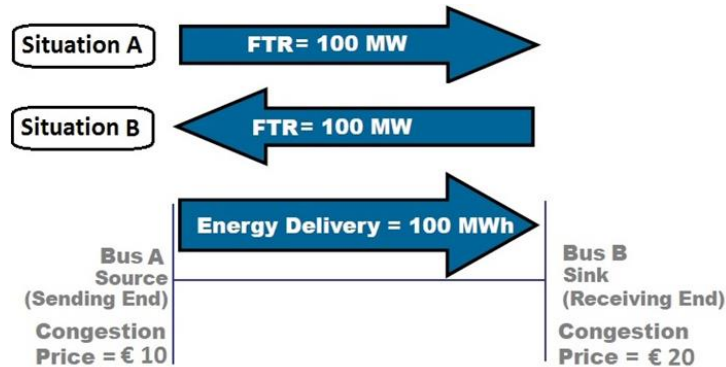 Situation A
FTR= 100 MW
Situation B
FTR= 100 MW
Energy Delivery = 100 MWh
Bus A
Source
(Sending End)
Congestion
Price = € 10
Bus B
Sink
(Receiving End)
Congestion
Price = € 20